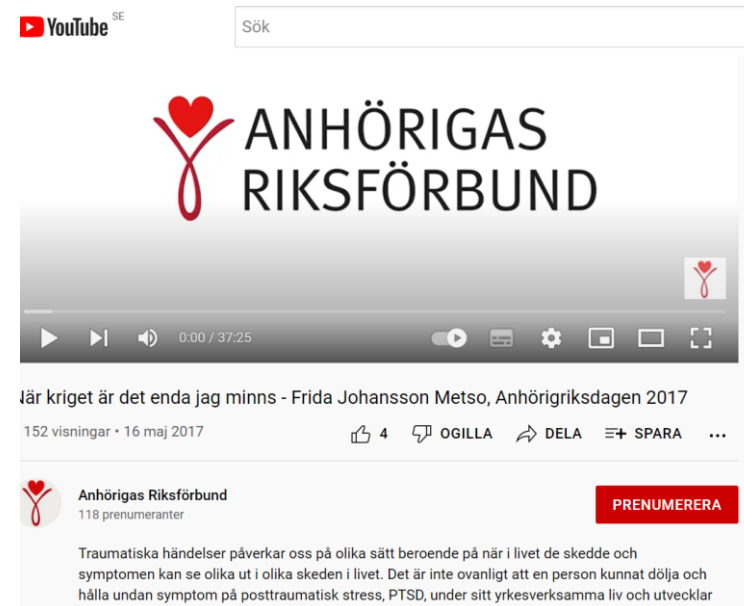 YouTube SE
Sök
ANHÖRIGAS
RIKSFÖRBUND
0:00 / 37:25
När kriget är det enda jag minns - Frida Johansson Metso, Anhörigriksdagen 2017
152 visningar • 16 maj 2017
4 OGILLA DELA SPARA ...
Anhörigas Riksförbund
118 prenumeranter
PRENUMERERA
Traumatiska händelser påverkar oss på olika sätt beroende på när i livet de skedde och
symptomen kan se olika ut i olika skeden i livet. Det är inte ovanligt att en person kunnat dölja och
hålla undan symptom på posttraumatisk stress, PTSD, under sitt yrkesverksamma liv och utvecklar